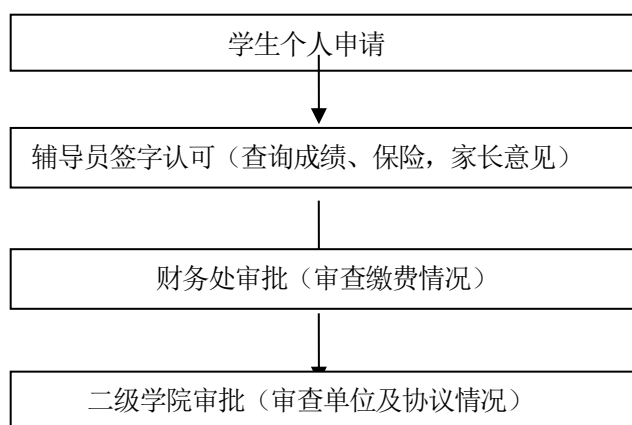 学生个人申请
辅导员签字认可（查询成绩、保险，家长意见）
财务处审批（审查缴费情况）
二级学院审批（审查单位及协议情况）